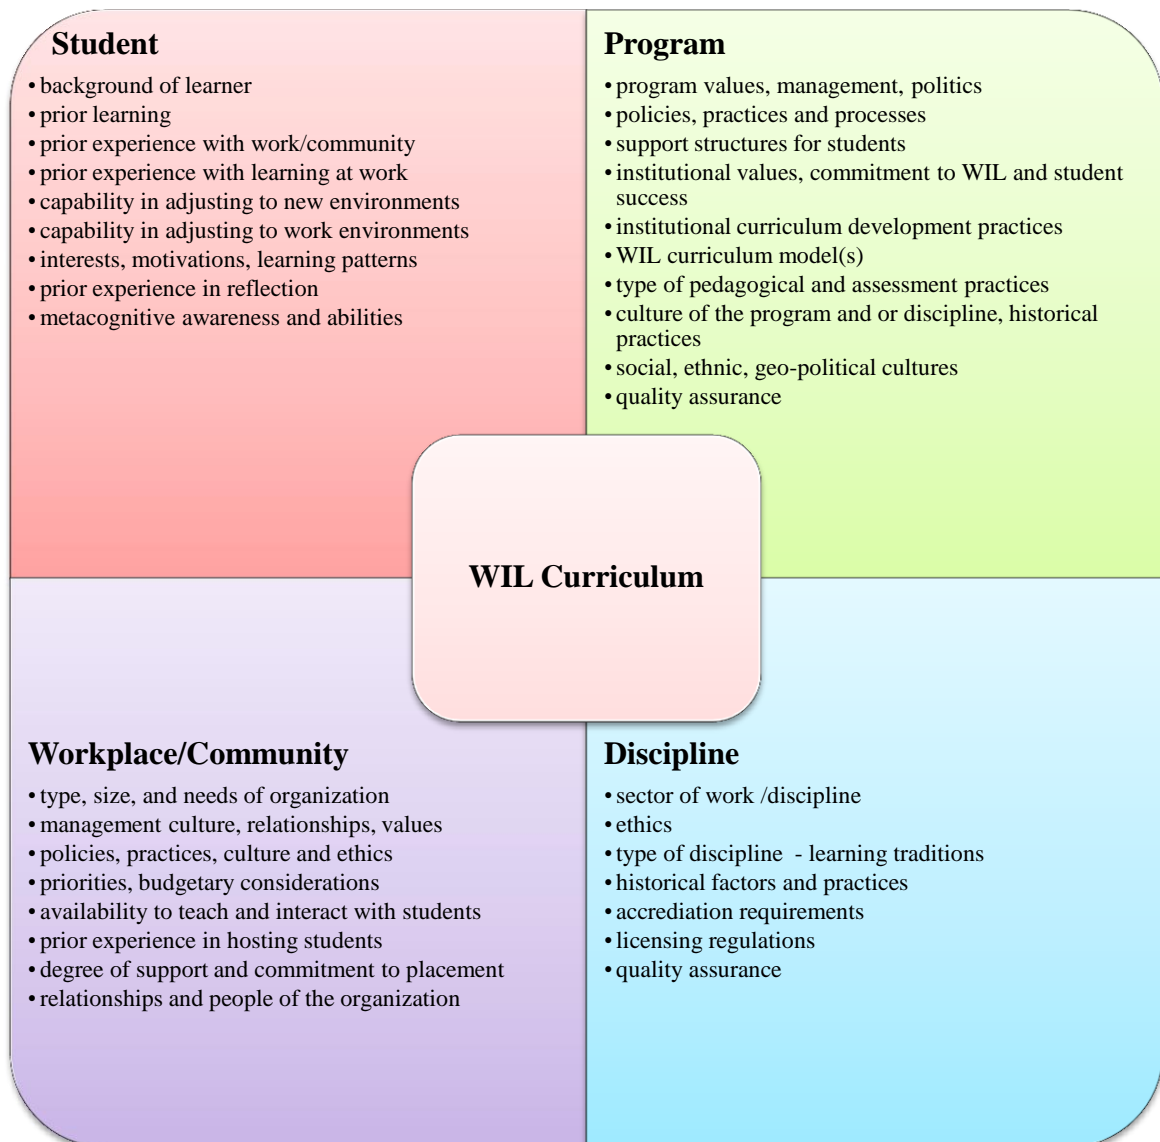 Student
• background of learner
• prior learning
• prior experience with work/community
• prior experience with learning at work
• capability in adjusting to new environments
• capability in adjusting to work environments
• interests, motivations, learning patterns
• prior experience in reflection
• metacognitive awareness and abilities
Program
• program values, management, politics
• policies, practices and processes
• support structures for students
• institutional values, commitment to WIL and student
success
• institutional curriculum development practices
• WIL curriculum model(s)
• type of pedagogical and assessment practices
• culture of the program and or discipline, historical
practices
• social, ethnic, geo-political cultures
• quality assurance
WIL Curriculum
Workplace/Community
• type, size, and needs of organization
• management culture, relationships, values
• policies, practices, culture and ethics
• priorities, budgetary considerations
• availability to teach and interact with students
• prior experience in hosting students
• degree of support and commitment to placement
• relationships and people of the organization
Discipline
• sector of work /discipline
• ethics
• type of discipline - learning traditions
• historical factors and practices
• accrediation requirements
• licensing regulations
• quality assurance